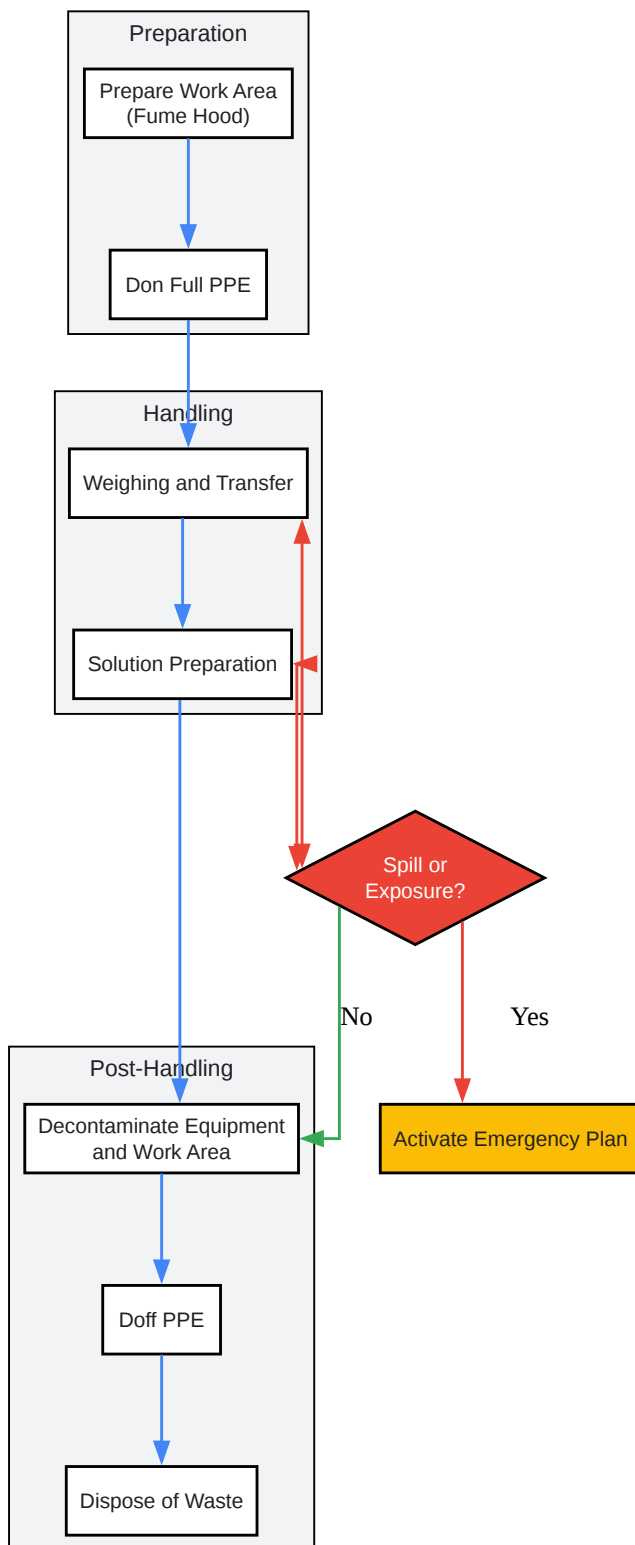 Preparation
Prepare Work Area
(Fume Hood)
Don Full PPE
Handling
Weighing and Transfer
Solution Preparation
Spill or
Exposure?
No
Yes
Post-Handling
Decontaminate Equipment
and Work Area
Activate Emergency Plan
Doff PPE
Dispose of Waste